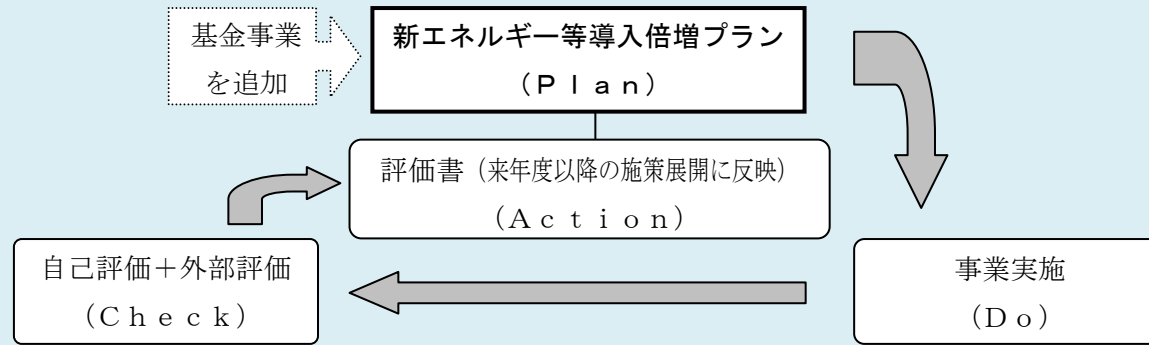 基金事業
を追加
新エネルギー等導入倍増プラン
（Ｐｌａｎ）
評価書（来年度以降の施策展開に反映）
（Ａｃｔｉｏｎ）
自己評価＋外部評価
（Ｃｈｅｃｋ）
事業実施
（Ｄｏ）